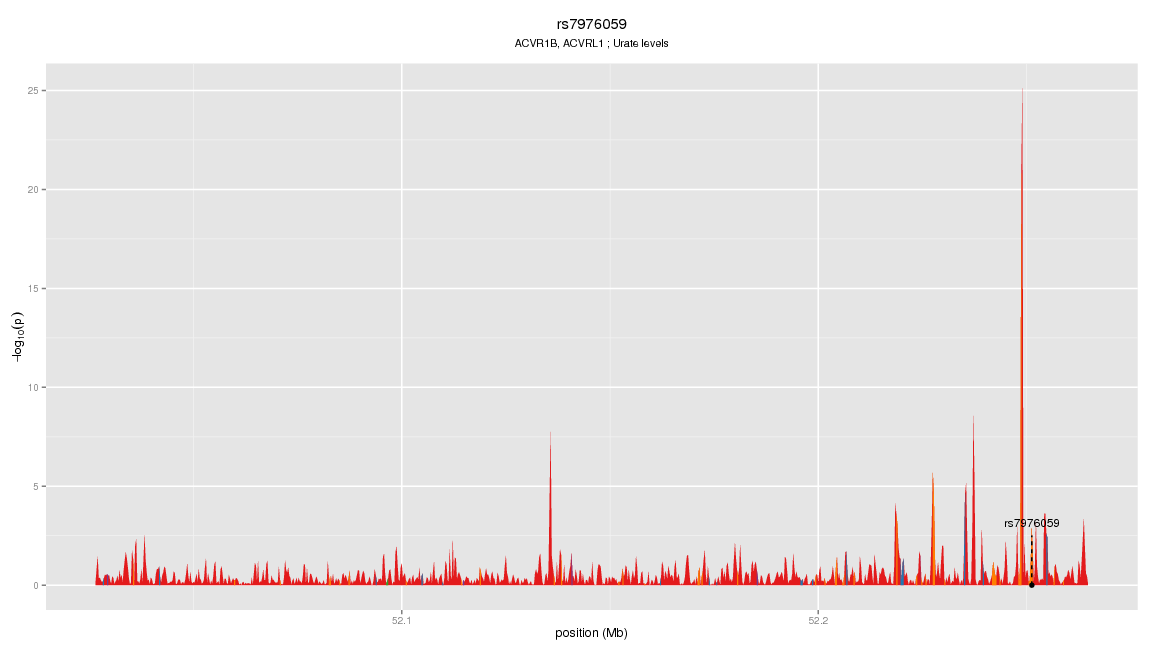 rs7976059
ACVR1B, ACVRL1 ; Urate levels
25
20
15
10
5
0
−log10(p)
rs7976059
52.1
52.2
position (Mb)